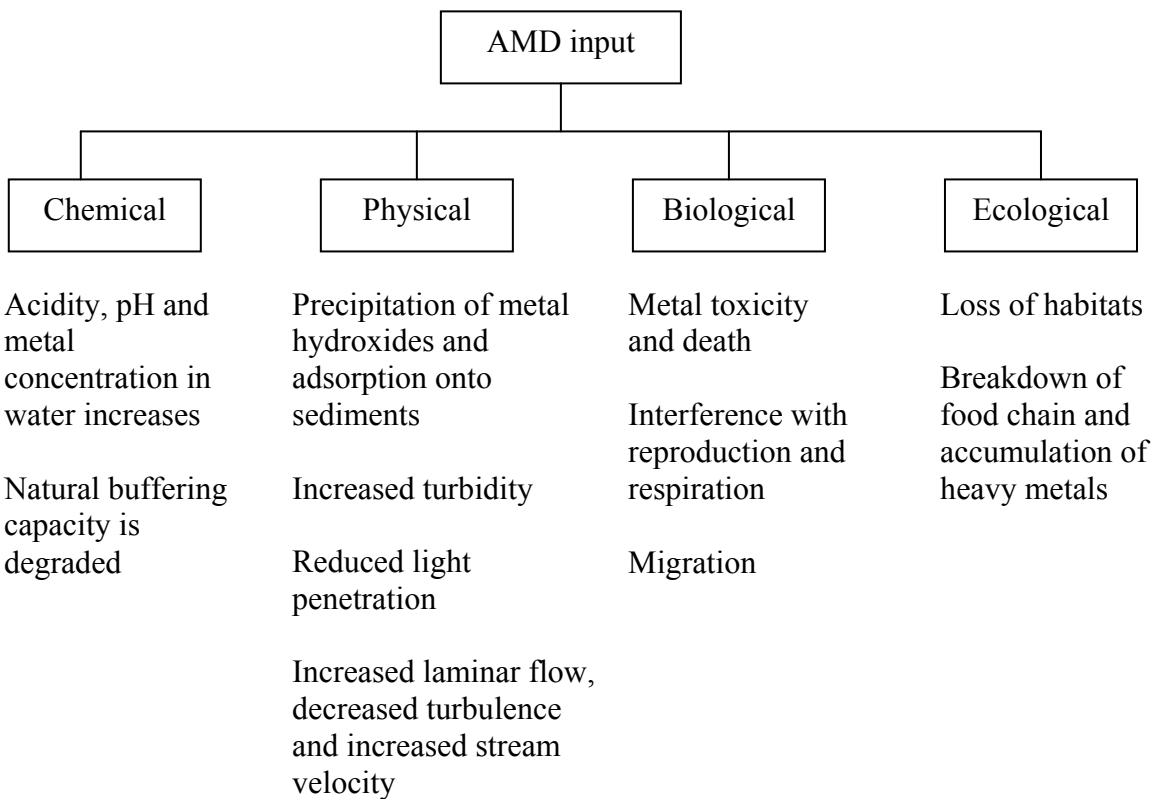 AMD input
Chemical
Physical
Biological
Ecological
Acidity, pH and
metal
concentration in
water increases
Natural buffering
capacity is
degraded
Precipitation of metal
hydroxides and
adsorption onto
sediments
Increased turbidity
Reduced light
penetration
Increased laminar flow,
decreased turbulence
and increased stream
velocity
Metal toxicity
and death
Interference with
reproduction and
respiration
Migration
Loss of habitats
Breakdown of
food chain and
accumulation of
heavy metals